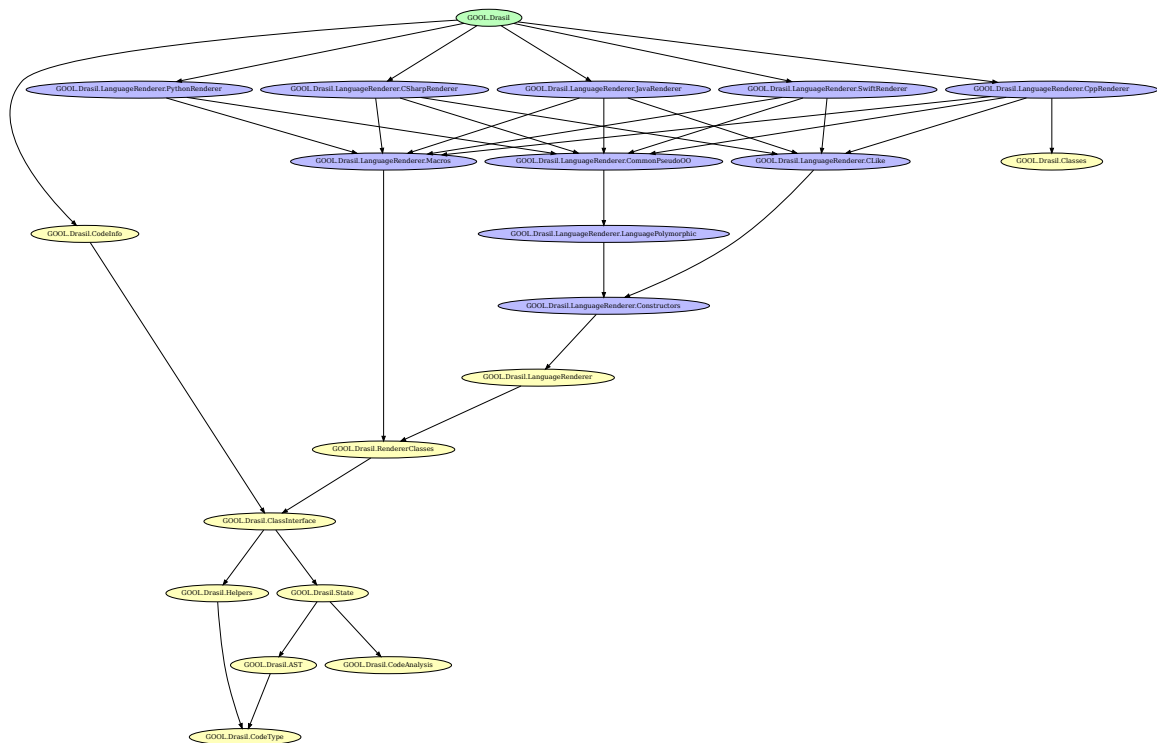 GOOL.Drasil
GOOL.Drasil.LanguageRenderer.PythonRenderer
GOOL.Drasil.LanguageRenderer.CSharpRenderer
GOOL.Drasil.LanguageRenderer.JavaRenderer
GOOL.Drasil.LanguageRenderer.SwiftRenderer
GOOL.Drasil.LanguageRenderer.CppRenderer
GOOL.Drasil.LanguageRenderer.Macros
GOOL.Drasil.LanguageRenderer.CommonPseudoOO
GOOL.Drasil.LanguageRenderer.CLike
GOOL.Drasil.Classes
GOOL.Drasil.CodeInfo
GOOL.Drasil.LanguageRenderer.LanguagePolymorphic
GOOL.Drasil.LanguageRenderer.Constructors
GOOL.Drasil.LanguageRenderer
GOOL.Drasil.RendererClasses
GOOL.Drasil.ClassInterface
GOOL.Drasil.Helpers
GOOL.Drasil.State
GOOL.Drasil.AST
GOOL.Drasil.CodeAnalysis
GOOL.Drasil.CodeType